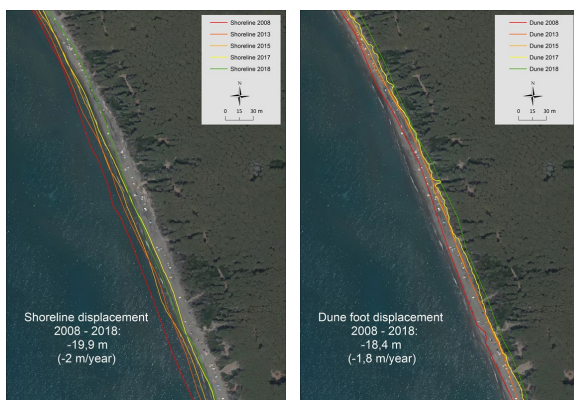 Shoreline 2008
Shoreline 2013
Shoreline 2015
Shoreline 2017
Shoreline 2018
N
0 15 30 m
Shoreline displacement
2008 - 2018:
-19,9 m
(-2 m/year)
Dune 2008
Dune 2013
Dune 2015
Dune 2017
Dune 2018
N
0 15 30 m
Dune foot displacement
2008 - 2018:
-18,4 m
(-1,8 m/year)